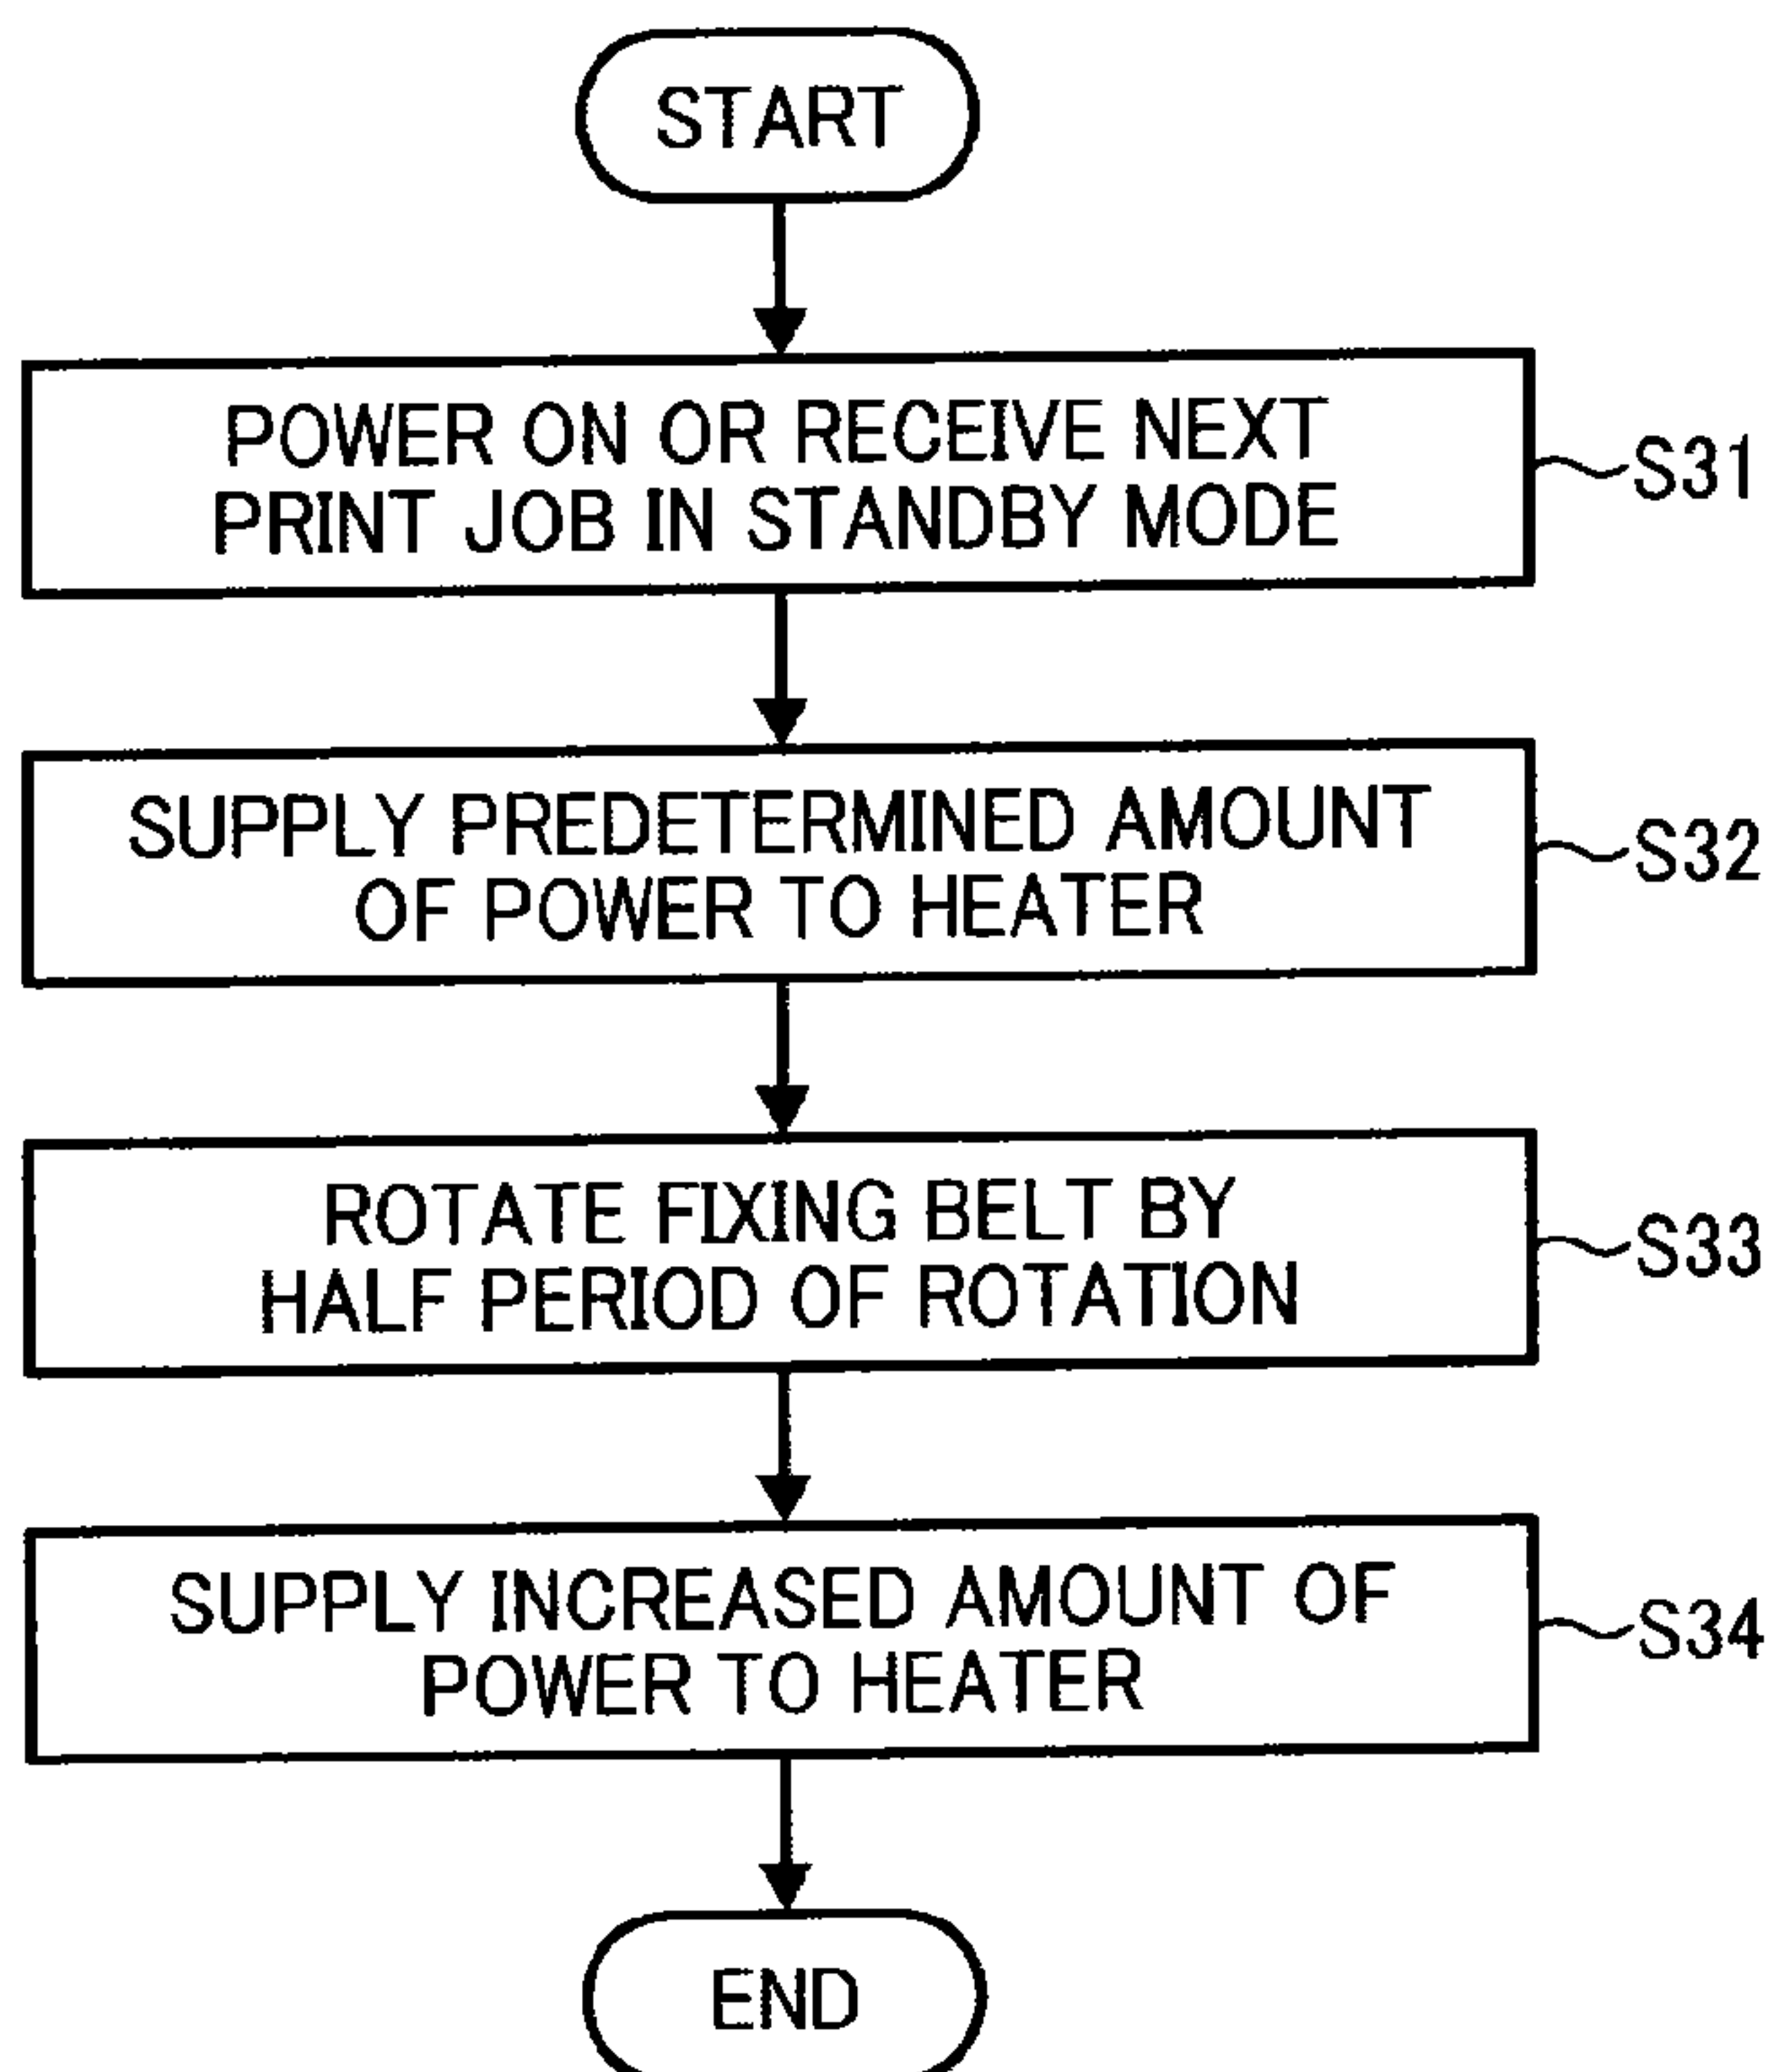 START
POWER ON OR RECEIVE NEXT
PRINT JOB IN STANDBY MODE
S31
SUPPLY PREDETERMINED AMOUNT
OF POWER TO HEATER
S32
ROTATE FIXING BELT BY
HALF PERIOD OF ROTATION
S33
SUPPLY INCREASED AMOUNT OF
POWER TO HEATER
S34
END